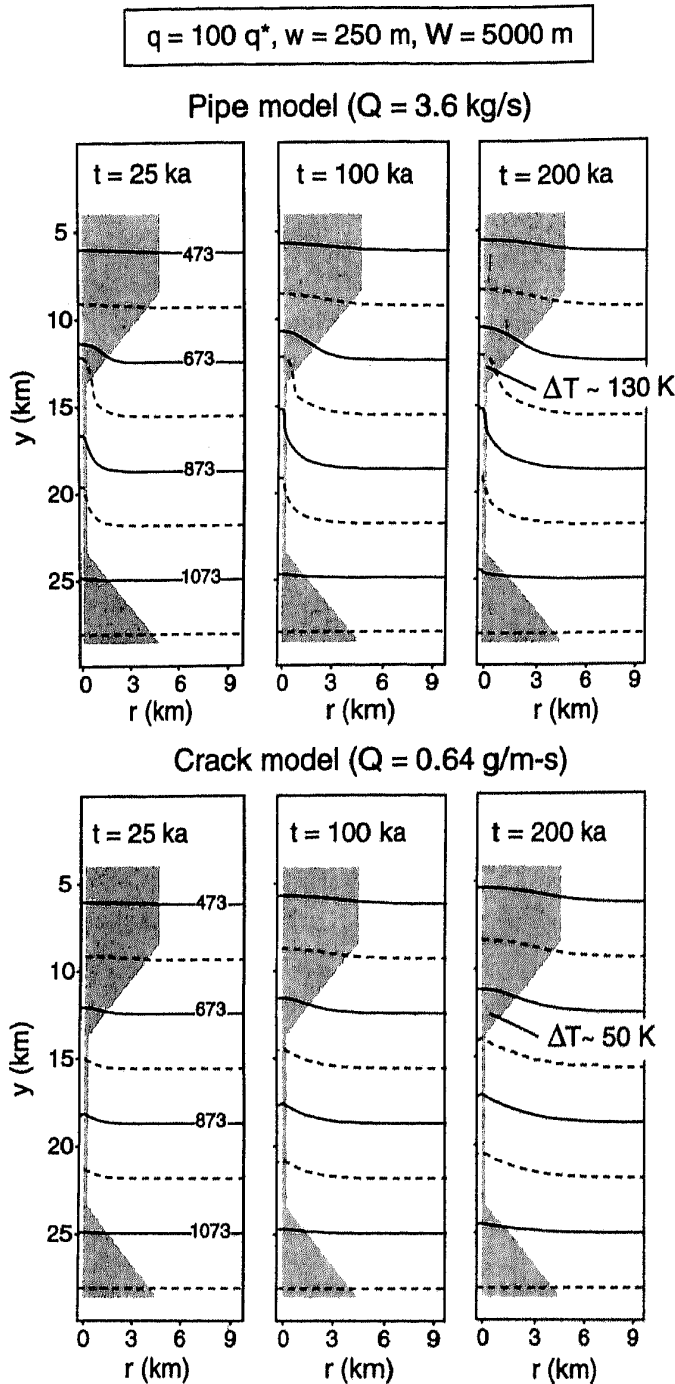 q = 100 q*, w = 250 m, W = 5000 m
Pipe model (Q = 3.6 kg/s)
t = 25 ka
t = 100 ka
t = 200 ka
5
10
15
20
25
y (km)
473
673
873
1073
ΔT ~ 130 K
0 3 6 9
0 3 6 9
0 3 6 9
r (km)
r (km)
r (km)
Crack model (Q = 0.64 g/m-s)
t = 25 ka
t = 100 ka
t = 200 ka
5
10
15
20
25
y (km)
473
673
873
1073
ΔT~ 50 K
0 3 6 9
0 3 6 9
0 3 6 9
r (km)
r (km)
r (km)